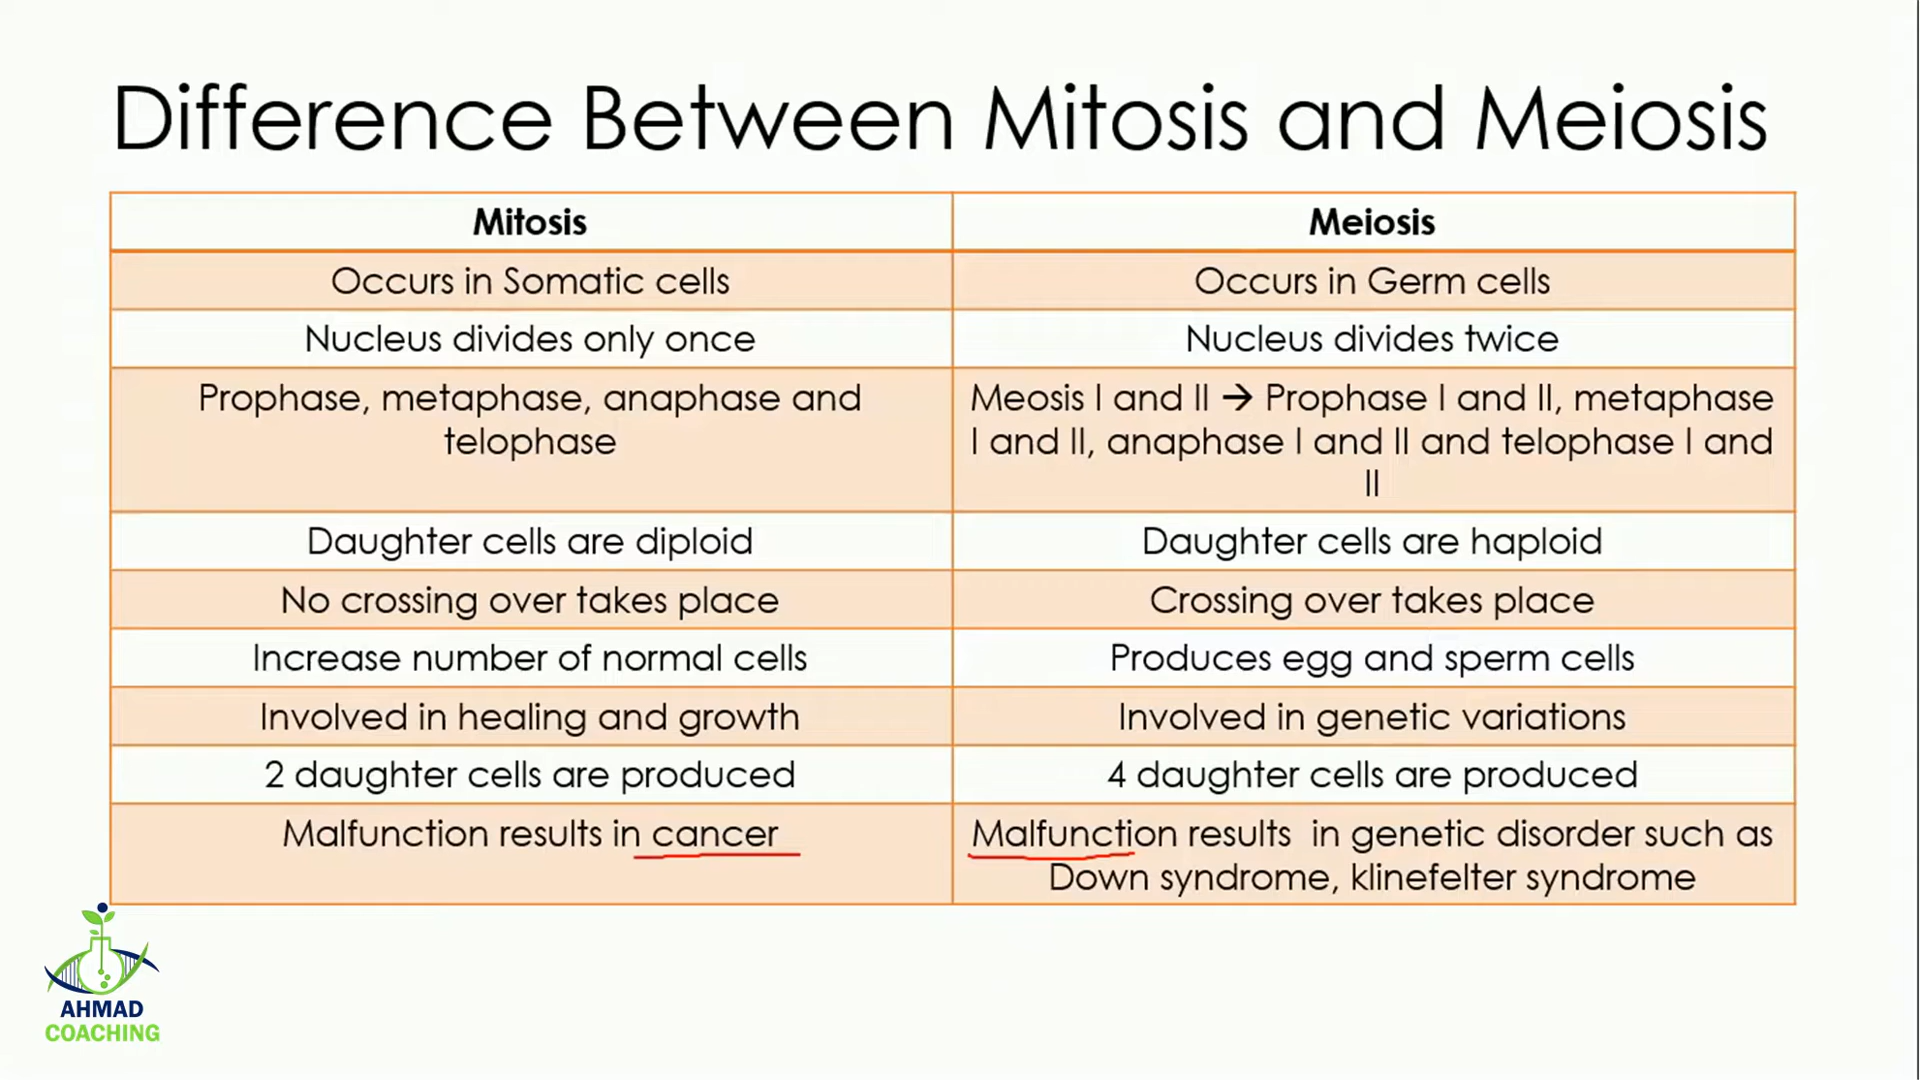 Difference Between Mitosis and Meiosis
Mitosis
Meiosis
Occurs in Somatic cells
Occurs in Germ cells
Nucleus divides only once
Nucleus divides twice
Prophase, metaphase, anaphase and
telophase
Meosis I and II → Prophase I and II, metaphase
I and II, anaphase I and II and telophase I and
II
Daughter cells are diploid
Daughter cells are haploid
No crossing over takes place
Crossing over takes place
Increase number of normal cells
Produces egg and sperm cells
Involved in healing and growth
Involved in genetic variations
2 daughter cells are produced
4 daughter cells are produced
Malfunction results in cancer
Malfunction results in genetic disorder such as
Down syndrome, klinefelter syndrome
AHMAD
COACHING